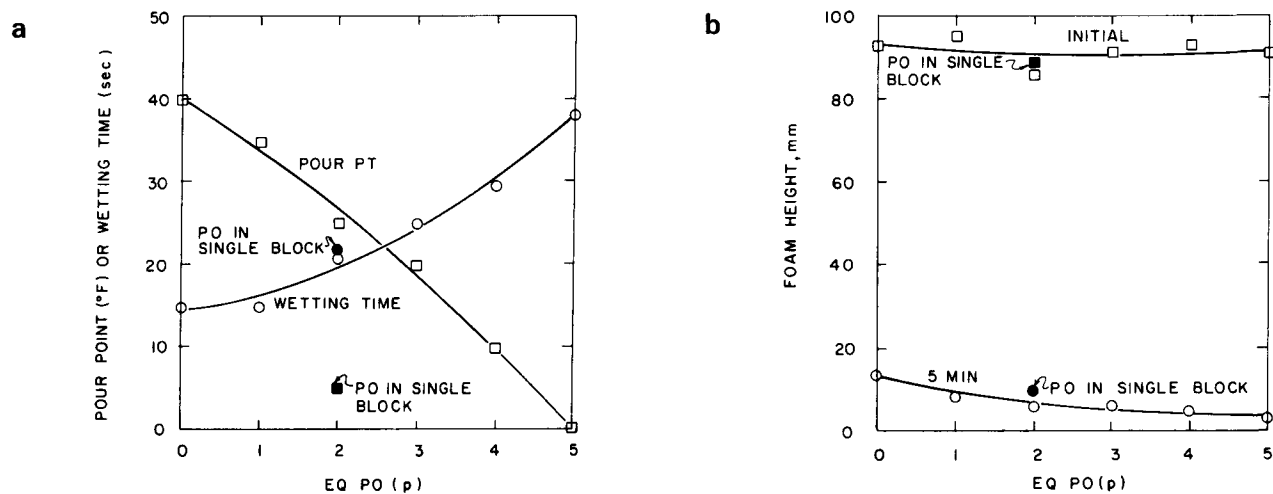 a
50
40
30
20
10
0
POUR POINT (°F) OR WETTING TIME (sec)
POUR PT
PO IN
SINGLE BLOCK
WETTING TIME
PO IN SINGLE
BLOCK
0 1 2 3 4 5
EQ PO (p)
b
100
80
60
40
20
0
FOAM HEIGHT, mm
INITIAL
PO IN SINGLE
BLOCK
5 MIN
PO IN SINGLE BLOCK
0 1 2 3 4 5
EQ PO (p)